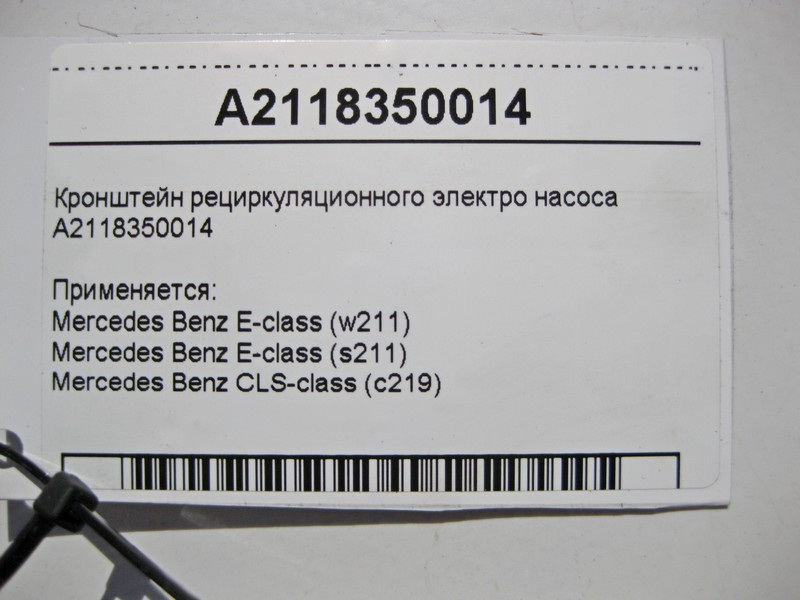 A2118350014
Кронштейн рециркуляционного электро насоса
A2118350014
Применяется:
Mercedes Benz E-class (w211)
Mercedes Benz E-class (s211)
Mercedes Benz CLS-class (c219)